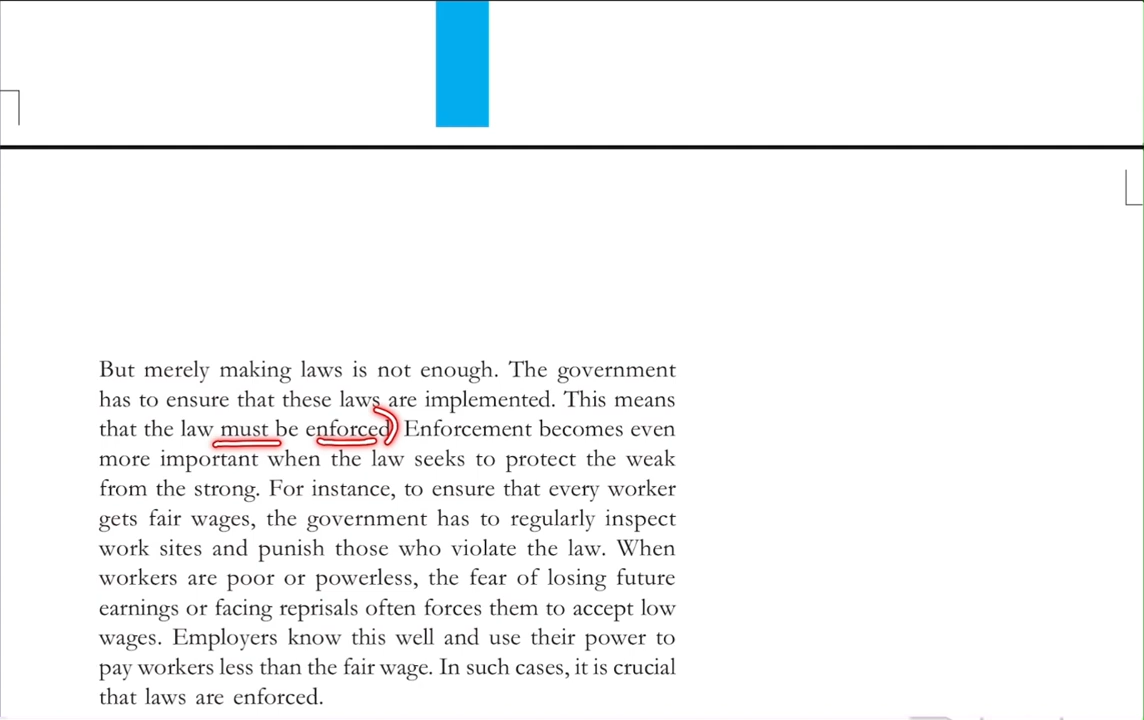 But merely making laws is not enough. The government
has to ensure that these laws are implemented. This means
that the law must be enforced. Enforcement becomes even
more important when the law seeks to protect the weak
from the strong. For instance, to ensure that every worker
gets fair wages, the government has to regularly inspect
work sites and punish those who violate the law. When
workers are poor or powerless, the fear of losing future
earnings or facing reprisals often forces them to accept low
wages. Employers know this well and use their power to
pay workers less than the fair wage. In such cases, it is crucial
that laws are enforced.